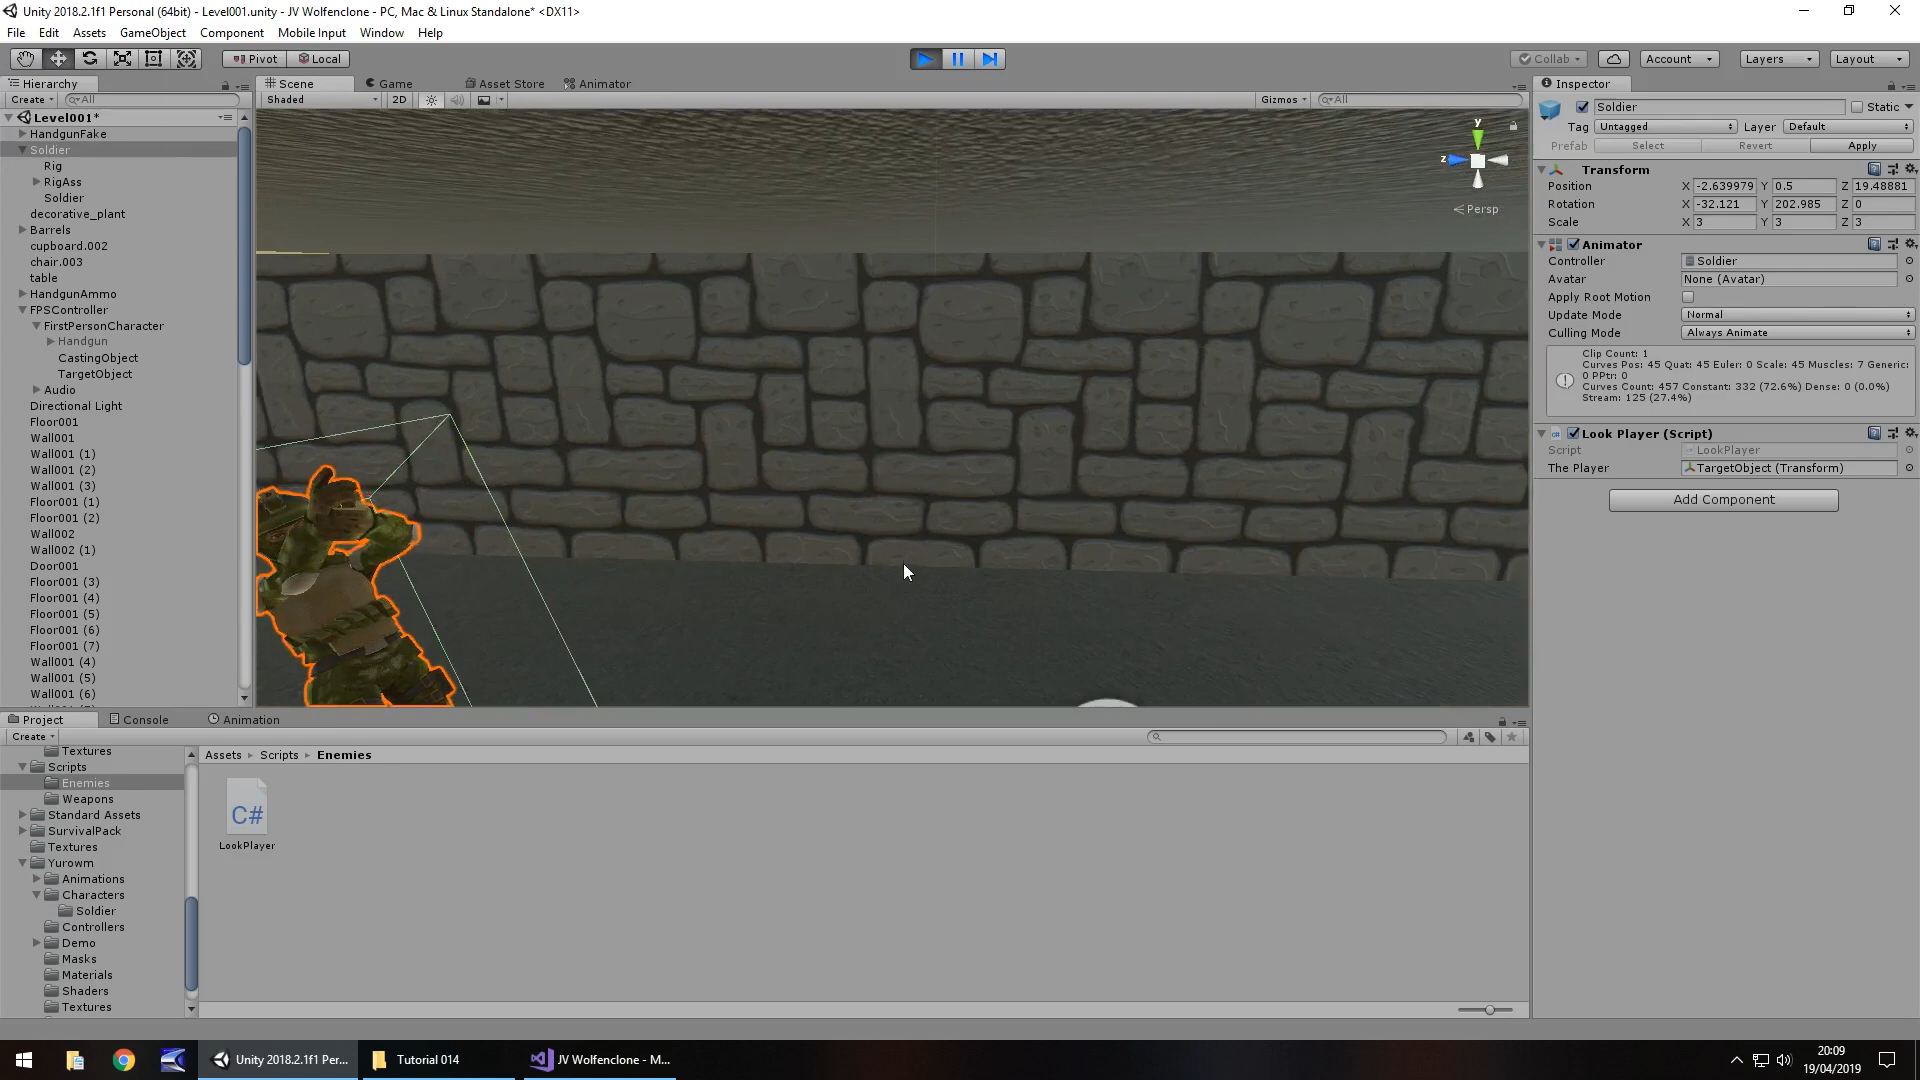 Unity 2018.2.1f1 Personal (64bit) - Level001.unity - JV Wolfenclone - PC, Mac & Linux Standalone* <DX11>
File Edit Assets GameObject Component Mobile Input Window Help
Pivot Local Collab Account Layers Layout
Hierarchy
Create All
Level001*
HandgunFake
Soldier
Rig
RigAss
Soldier
decorative_plant
Barrels
cupboard.002
chair.003
table
HandgunAmmo
FPSController
FirstPersonCharacter
Handgun
CastingObject
TargetObject
Audio
Directional Light
Floor001
Wall001
Wall001 (1)
Wall001 (2)
Wall001 (3)
Floor001 (1)
Floor001 (2)
Wall002
Wall002 (1)
Door001
Floor001 (3)
Floor001 (4)
Floor001 (5)
Floor001 (6)
Floor001 (7)
Wall001 (4)
Wall001 (5)
Wall001 (6)
Scene Game Asset Store Animator
Shaded 2D Gizmos All
y
z
Persp
Inspector
Soldier Static
Tag Untagged Layer Default
Prefab Select Revert Apply
Transform
Position X -2.639979 Y 0.5 Z 19.48881
Rotation X -32.121 Y 202.985 Z 0
Scale X 3 Y 3 Z 3
Animator
Controller Soldier
Avatar None (Avatar)
Apply Root Motion
Update Mode Normal
Culling Mode Always Animate
Clip Count: 1
Curves Pos: 45 Quat: 45 Euler: 0 Scale: 45 Muscles: 7 Generic:
0 PPtr: 0
Curves Count: 457 Constant: 332 (72.6%) Dense: 0 (0.0%)
Stream: 125 (27.4%)
Look Player (Script)
Script LookPlayer
The Player TargetObject (Transform)
Add Component
Project Console Animation
Create
Textures
Scripts
Enemies
Weapons
Standard Assets
SurvivalPack
Textures
Yurowm
Animations
Characters
Soldier
Controllers
Demo
Masks
Materials
Shaders
Textures
Assets Scripts Enemies
C#
LookPlayer
Unity 2018.2.1f1 Per... Tutorial 014 JV Wolfenclone - M...
20:09
19/04/2019